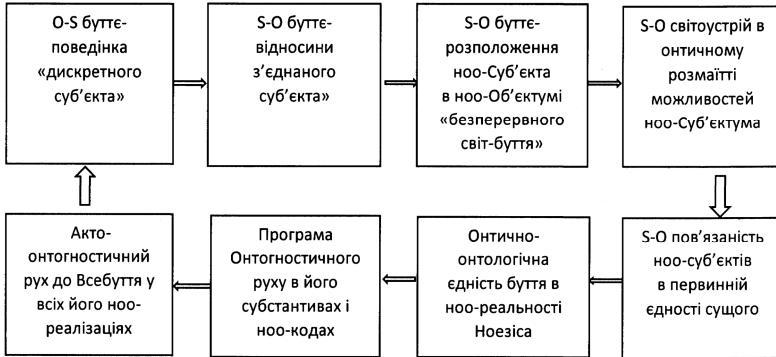 O-S буттє-
поведінка
«дискретного
суб’єкта»
S-O буттє-
відносини
з’єднаного
суб’єкта»
S-O буттє-
розположення
ноо-Суб’єкта
в ноо-Об’єктумі
«безперервного
світ-буття»
S-O світоустрій в
онтичному
розмаїтті
можливостей
ноо-Суб’єктума
Акто-
онтогностичний
рух до Всебуття у
всіх його ноо-
реалізаціях
Програма
Онтогностичного
руху в його
субстантивах і
ноо-кодах
Онтично-
онтологічна
єдність буття в
ноо-реальності
Ноезіса
S-O пов’язаність
ноо-суб’єктів
в первинній
єдності сущого